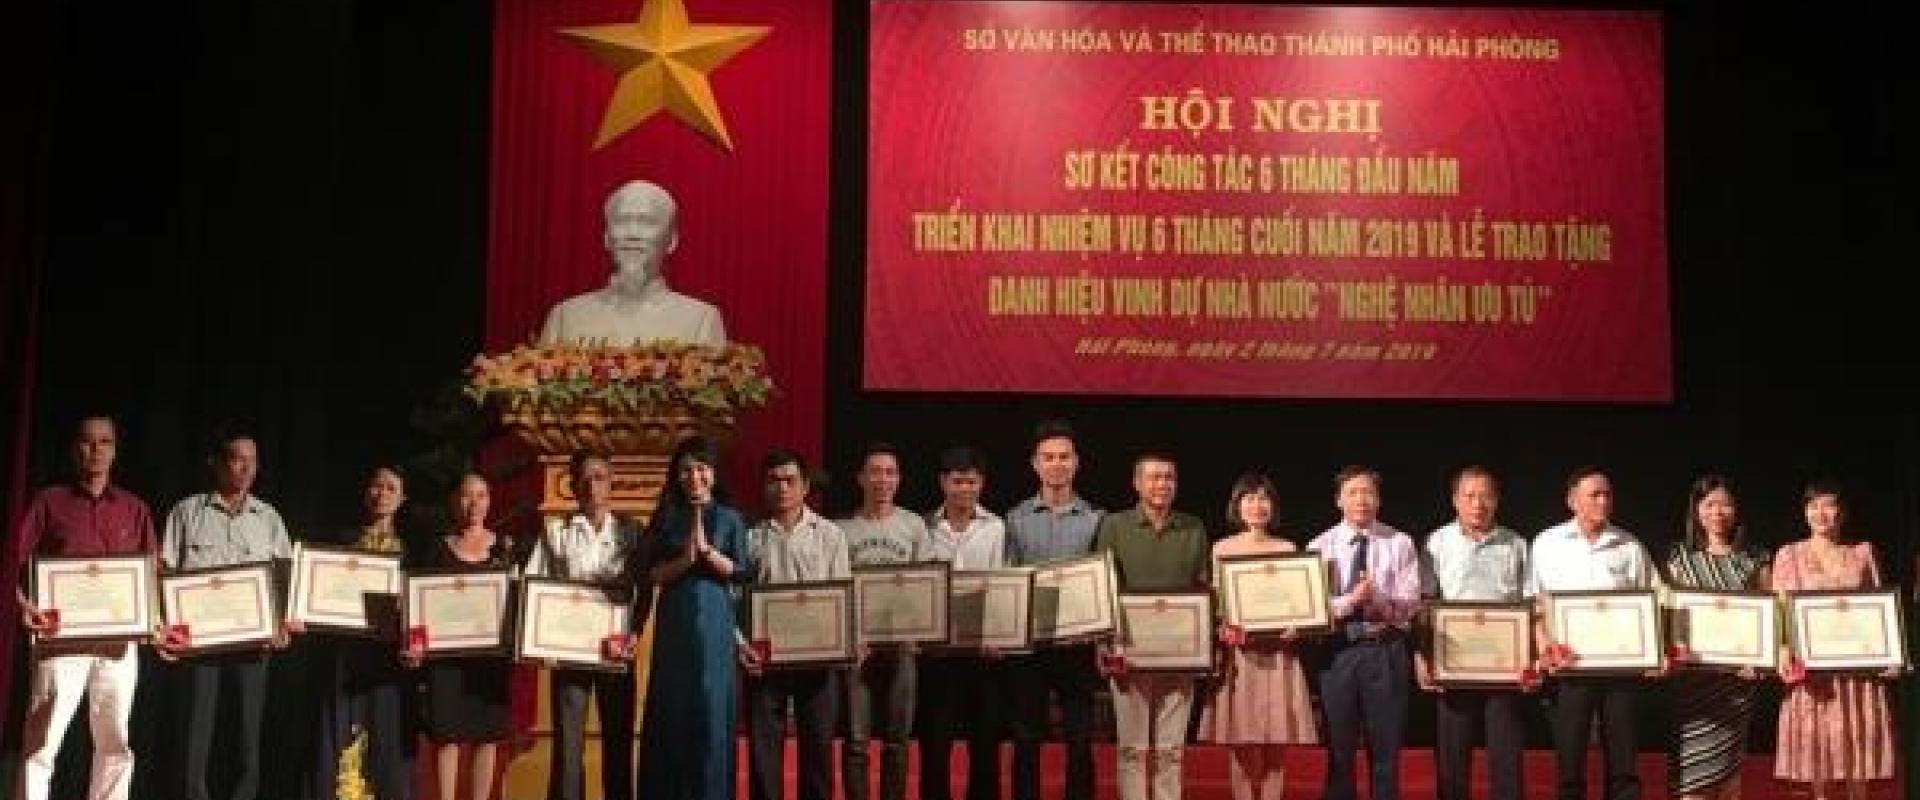 SỞ VĂN HÓA VÀ THỂ THAO THÀNH PHỐ HẢI PHÒNG
HỘI NGHỊ
SƠ KẾT CÔNG TÁC 6 THÁNG ĐẦU NĂM
TRIỂN KHAI NHIỆM VỤ 6 THÁNG CUỐI NĂM 2019 VÀ LỄ TRAO TẶNG
DANH HIỆU VINH DỰ NHÀ NƯỚC "NGHỆ NHÂN ƯU TÚ"
Hải Phòng, ngày 2 tháng 7 năm 2019